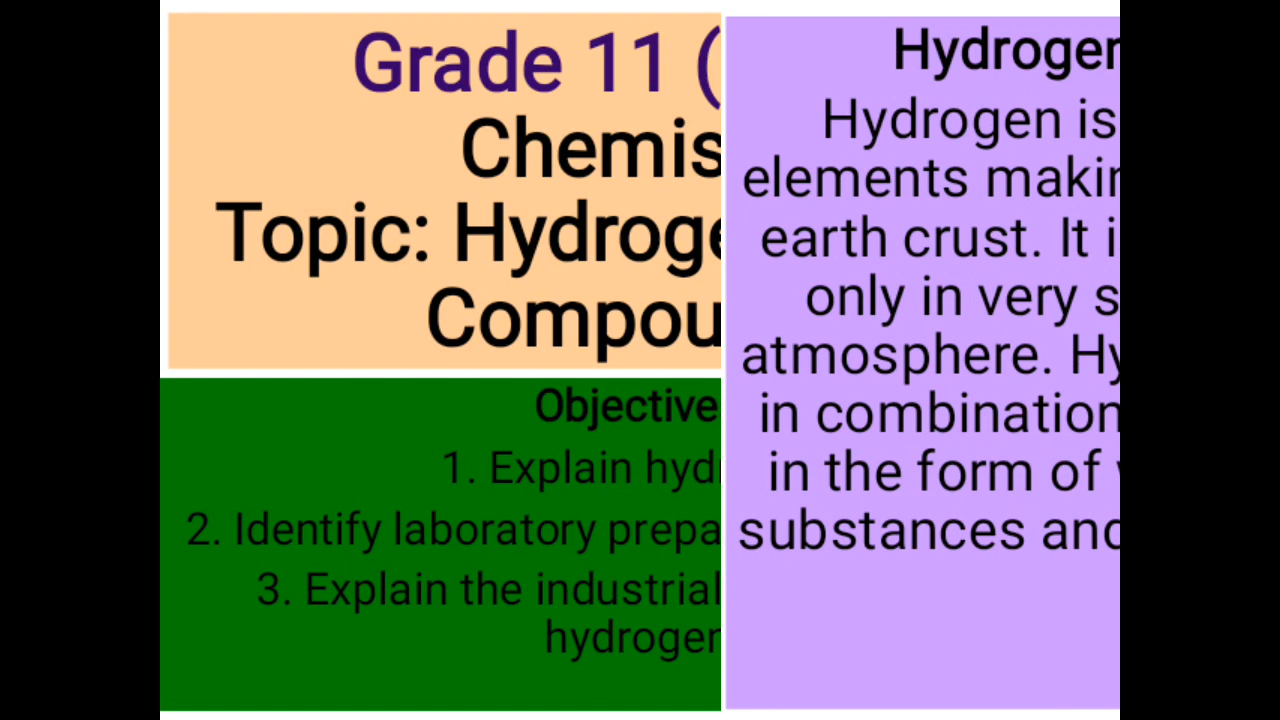 Grade 11 (
Chemis
Topic: Hydroge
Compou
Objective
1. Explain hyd
2. Identify laboratory prepa
3. Explain the industrial
hydrogen
Hydrogen
Hydrogen is
elements makin
earth crust. It i
only in very s
atmosphere. Hy
in combination
in the form of
substances and